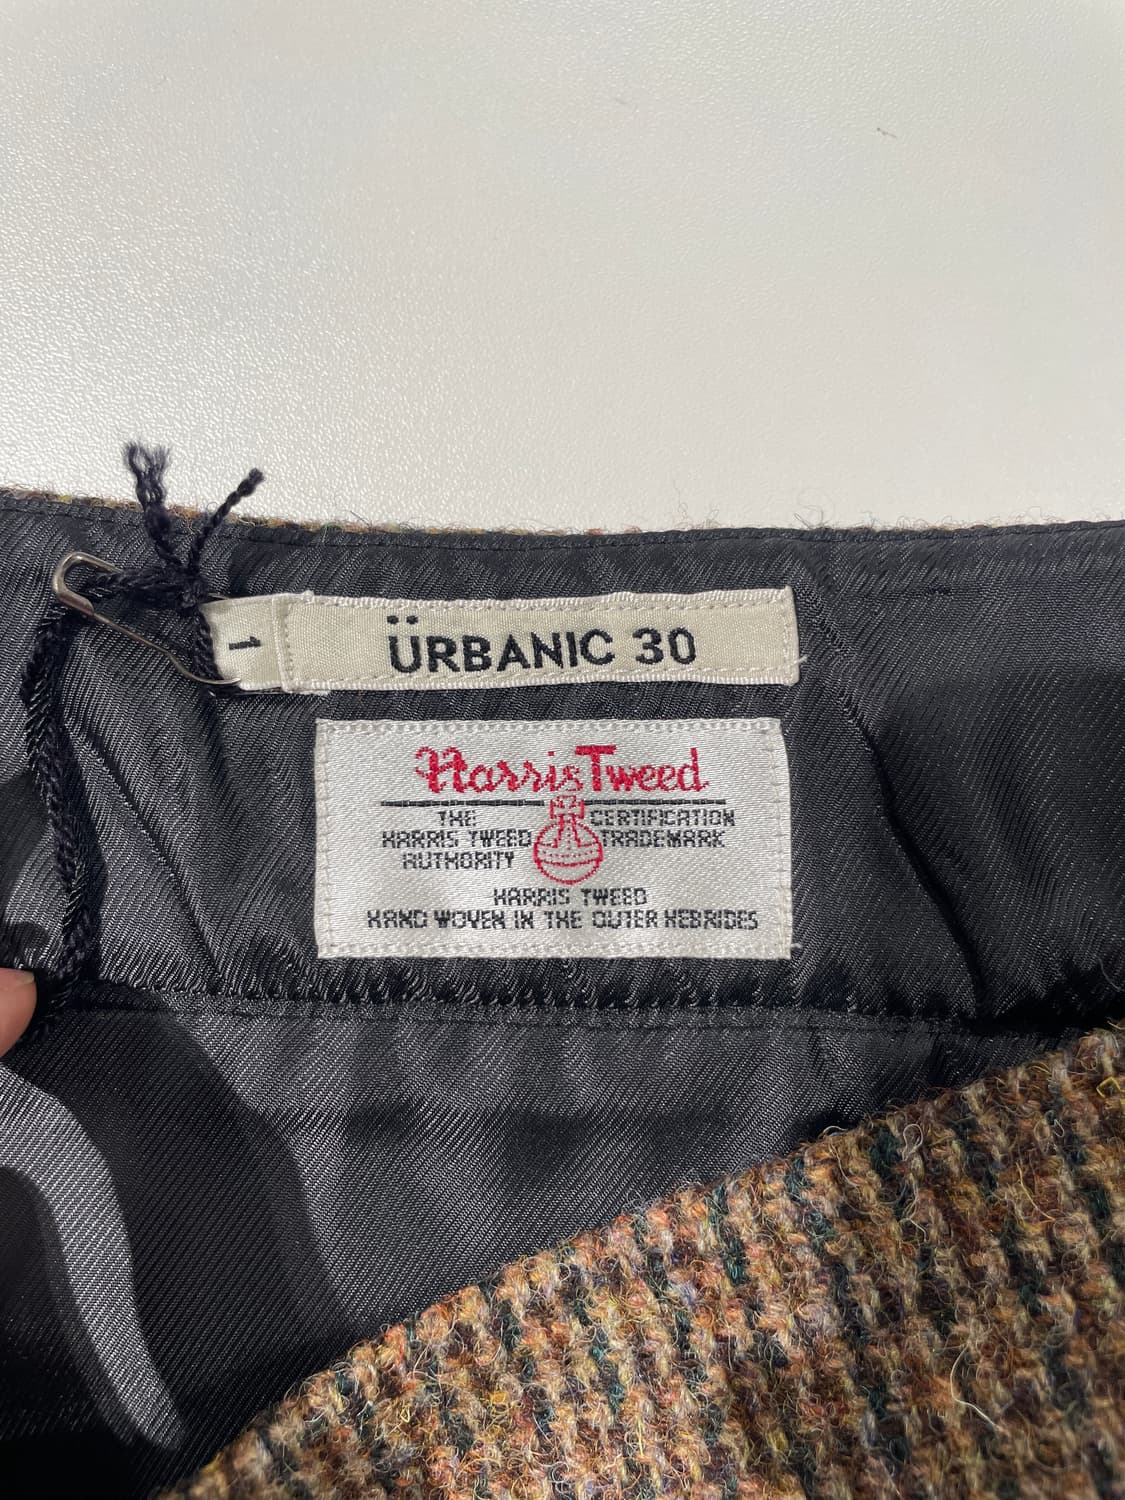 1
ÜRBANIC 30
Harris Tweed
THE CERTIFICATION
HARRIS TWEED TRADEMARK
AUTHORITY
HARRIS TWEED
HAND WOVEN IN THE OUTER HEBRIDES